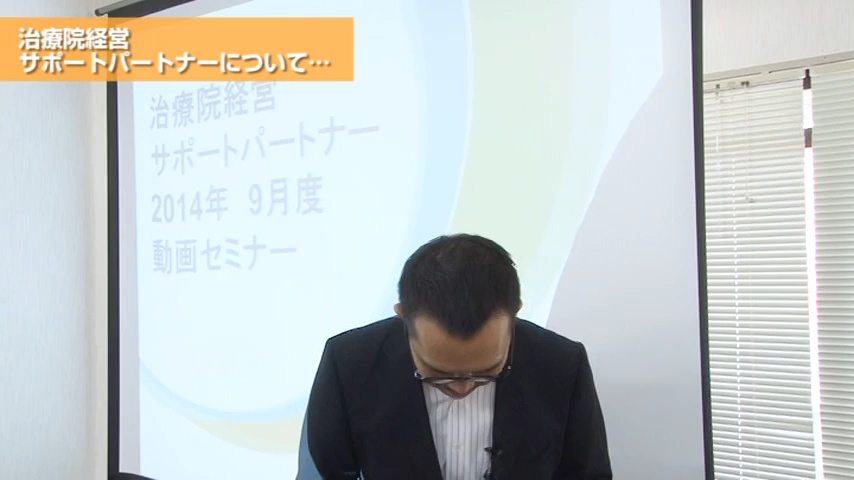 治療院経営
サポートパートナーについて…
治療院経営
サポートパートナー
2014年 9月度
動画セミナー